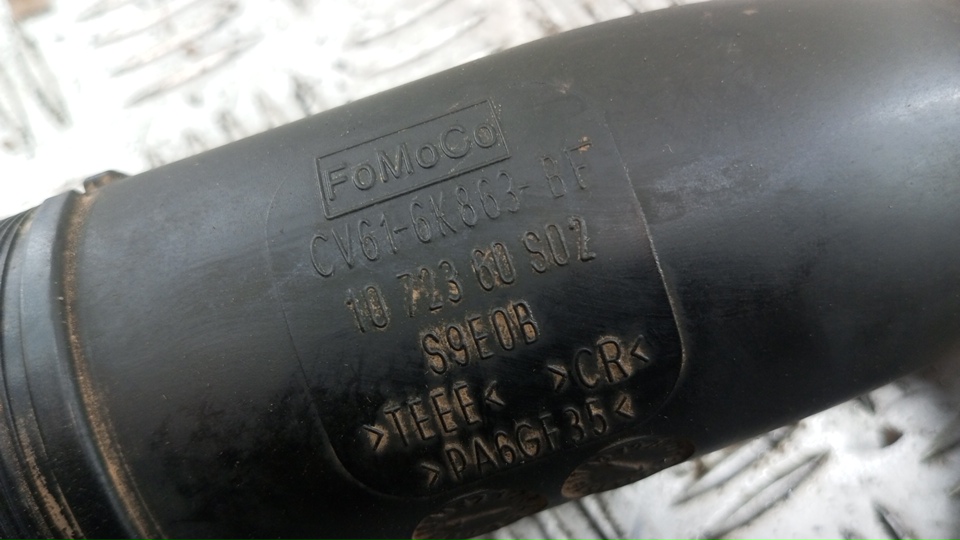 FoMoCo
CV61-6K863-BF
10 723 60 S02
S9E0B
>TEEE< >CR<
>PA6GF35<